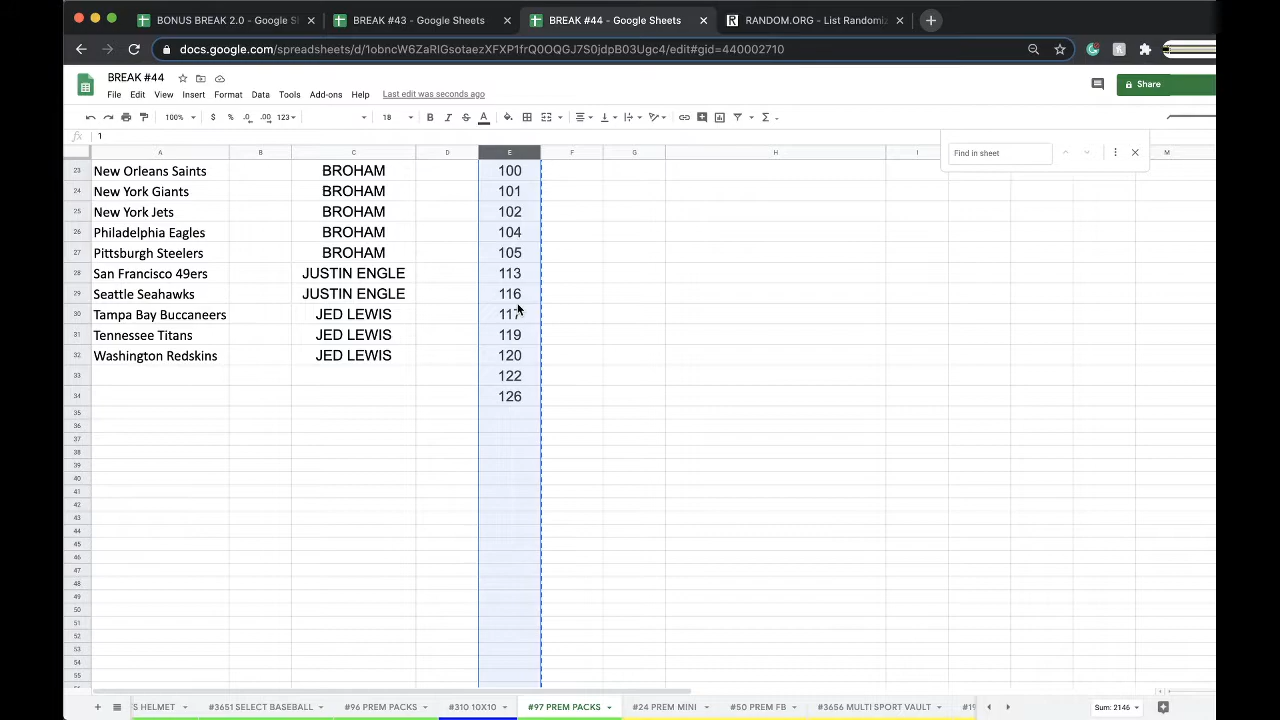 BONUS BREAK 2.0 - Google S
BREAK #43 - Google Sheets
BREAK #44 - Google Sheets
RANDOM.ORG - List Randomiz
docs.google.com/spreadsheets/d/1obncW6ZaRIGsotaezXFXP1frQ0OQGJ7S0jdpB03Ugc4/edit#gid=440002710
BREAK #44
File Edit View Insert Format Data Tools Add-ons Help Last edit was seconds ago
Share
100% $ % .0 .00 123 18 B I S A
fx 1
Find in sheet
A B C D E F G H I L M
23 New Orleans Saints BROHAM 100
24 New York Giants BROHAM 101
25 New York Jets BROHAM 102
26 Philadelphia Eagles BROHAM 104
27 Pittsburgh Steelers BROHAM 105
28 San Francisco 49ers JUSTIN ENGLE 113
29 Seattle Seahawks JUSTIN ENGLE 116
30 Tampa Bay Buccaneers JED LEWIS 117
31 Tennessee Titans JED LEWIS 119
32 Washington Redskins JED LEWIS 120
33 122
34 126
35
36
37
38
39
40
41
42
43
44
45
46
47
48
49
50
51
52
53
54
55
S HELMET #3651 SELECT BASEBALL #96 PREM PACKS #310 10X10 #97 PREM PACKS #24 PREM MINI #50 PREM FB #3656 MULTI SPORT VAULT #19 Sum: 2146